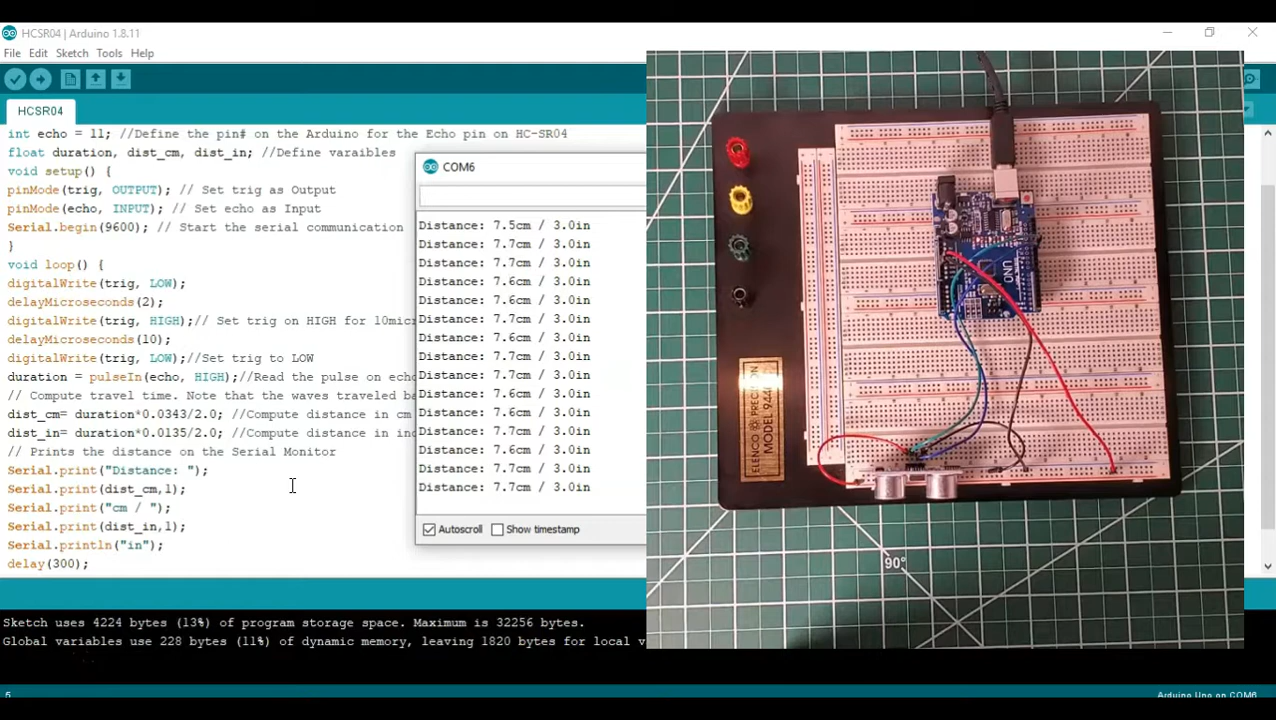 HCSR04 | Arduino 1.8.11
File Edit Sketch Tools Help
HCSR04
int echo = 11; //Define the pin# on the Arduino for the Echo pin on HC-SR04
float duration, dist_cm, dist_in; //Define varaibles
void setup() {
pinMode(trig, OUTPUT); // Set trig as Output
pinMode(echo, INPUT); // Set echo as Input
Serial.begin(9600); // Start the serial communication
}
void loop() {
digitalWrite(trig, LOW);
delayMicroseconds(2);
digitalWrite(trig, HIGH);// Set trig on HIGH for 10micr
delayMicroseconds(10);
digitalWrite(trig, LOW);//Set trig to LOW
duration = pulseIn(echo, HIGH);//Read the pulse on echo
// Compute travel time. Note that the waves traveled ba
dist_cm= duration*0.0343/2.0; //Compute distance in cm
dist_in= duration*0.0135/2.0; //Compute distance in inc
// Prints the distance on the Serial Monitor
Serial.print("Distance: ");
Serial.print(dist_cm,1);
Serial.print("cm / ");
Serial.print(dist_in,1);
Serial.println("in");
delay(300);
COM6
Distance: 7.5cm / 3.0in
Distance: 7.7cm / 3.0in
Distance: 7.7cm / 3.0in
Distance: 7.6cm / 3.0in
Distance: 7.6cm / 3.0in
Distance: 7.7cm / 3.0in
Distance: 7.6cm / 3.0in
Distance: 7.7cm / 3.0in
Distance: 7.7cm / 3.0in
Distance: 7.6cm / 3.0in
Distance: 7.6cm / 3.0in
Distance: 7.6cm / 3.0in
Distance: 7.6cm / 3.0in
Distance: 7.7cm / 3.0in
Distance: 7.7cm / 3.0in
Autoscroll Show timestamp
UNO
ELENCO PRECISION
MODEL 9440
90°
Sketch uses 4224 bytes (13%) of program storage space. Maximum is 32256 bytes.
Global variables use 228 bytes (11%) of dynamic memory, leaving 1820 bytes for local v
5
Arduino Uno on COM6